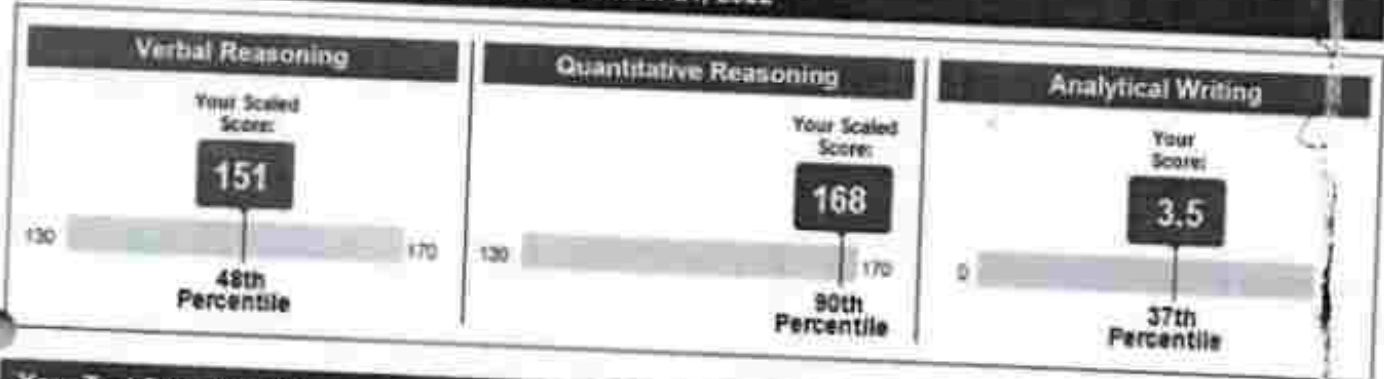 Verbal Reasoning
Your Scaled
Score:
151
130
170
48th
Percentile
Quantitative Reasoning
Your Scaled
Score:
168
130
170
90th
Percentile
Analytical Writing
Your
Score:
3.5
0
37th
Percentile